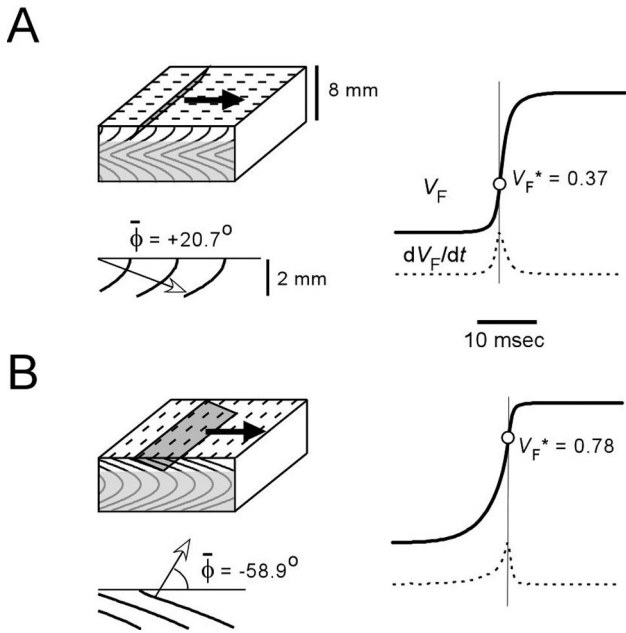 A
8 mm
V_F
V_F* = 0.37
ϕ̄ = +20.7°
dV_F/dt
2 mm
10 msec
B
V_F* = 0.78
ϕ̄ = -58.9°